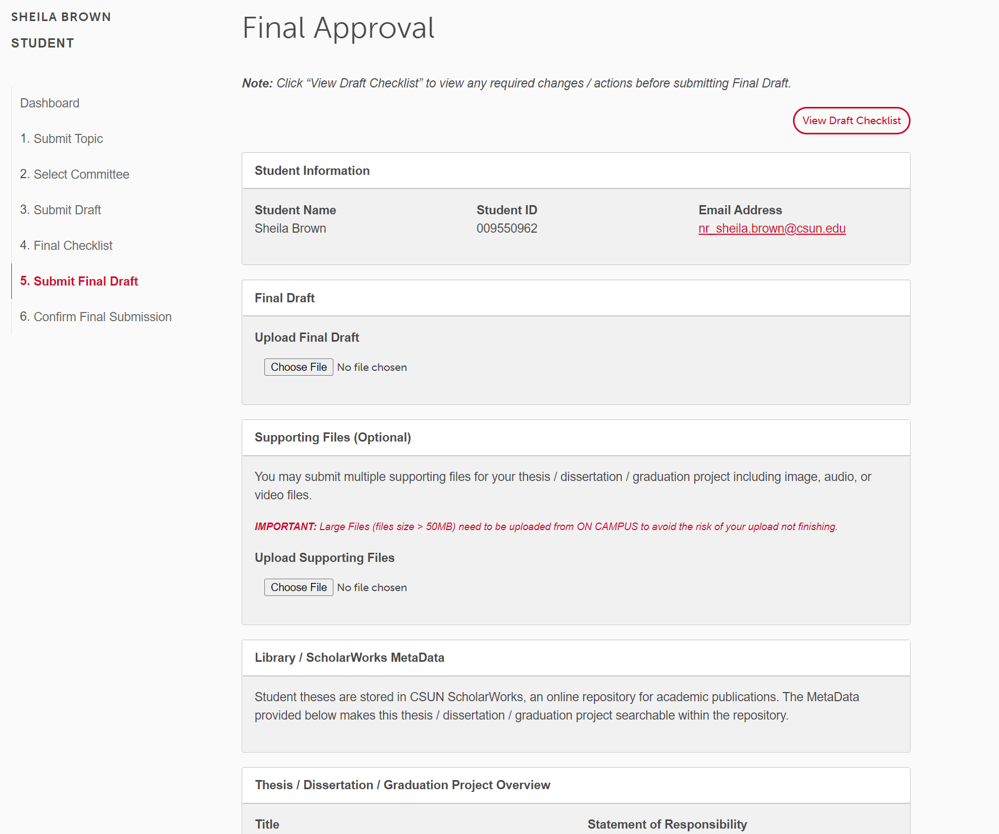 SHEILA BROWN
STUDENT
Dashboard
1. Submit Topic
2. Select Committee
3. Submit Draft
4. Final Checklist
5. Submit Final Draft
6. Confirm Final Submission
Final Approval
Note: Click “View Draft Checklist” to view any required changes / actions before submitting Final Draft.
View Draft Checklist
Student Information
Student Name
Sheila Brown
Student ID
009550962
Email Address
nr_sheila.brown@csun.edu
Final Draft
Upload Final Draft
Choose File No file chosen
Supporting Files (Optional)
You may submit multiple supporting files for your thesis / dissertation / graduation project including image, audio, or
video files.
IMPORTANT: Large Files (files size > 50MB) need to be uploaded from ON CAMPUS to avoid the risk of your upload not finishing.
Upload Supporting Files
Choose File No file chosen
Library / ScholarWorks MetaData
Student theses are stored in CSUN ScholarWorks, an online repository for academic publications. The MetaData
provided below makes this thesis / dissertation / graduation project searchable within the repository.
Thesis / Dissertation / Graduation Project Overview
Title
Statement of Responsibility